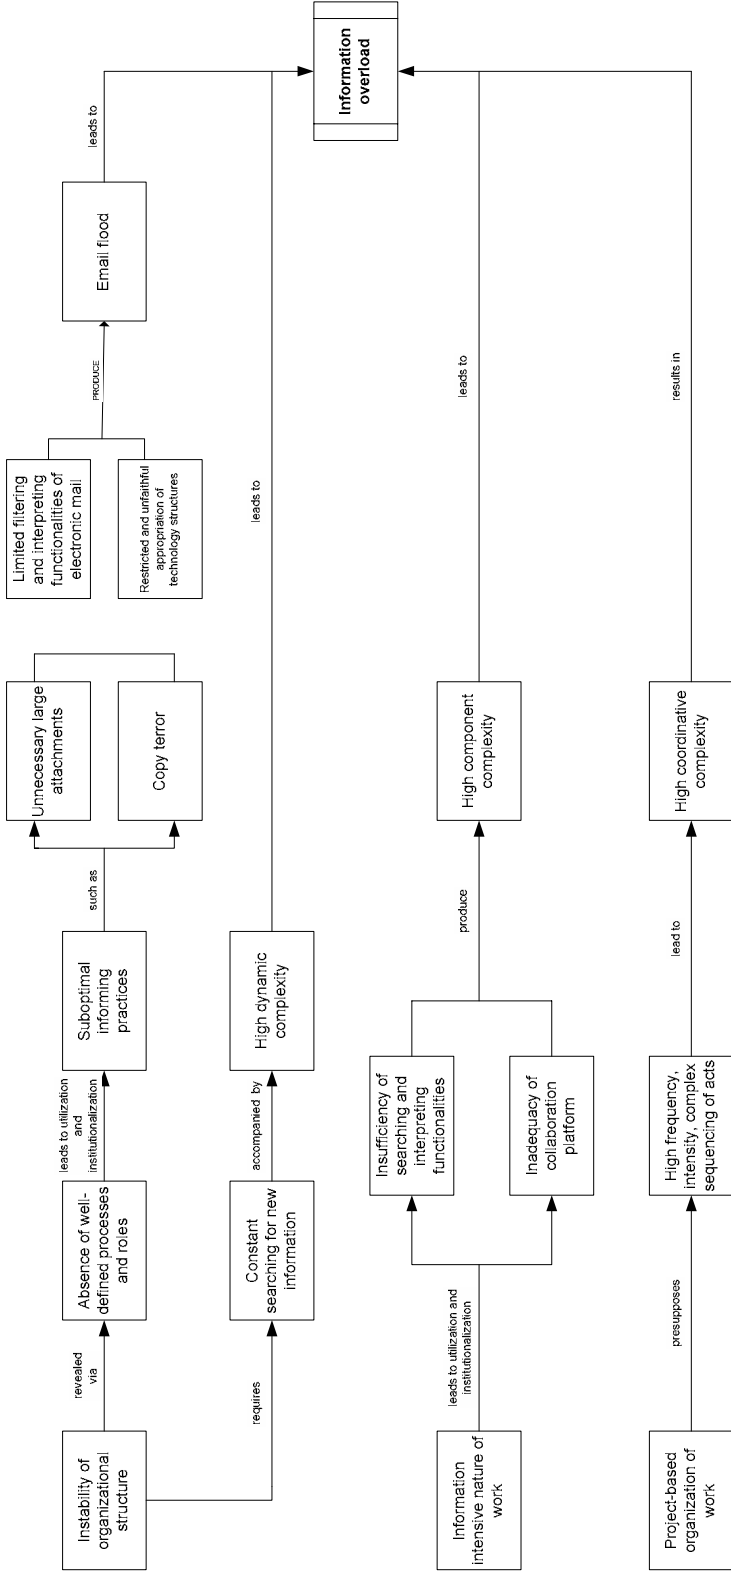 Instability of
organizational
structure
revealed
via
Absence of well-
defined processes
and roles
leads to utilization
and
institutionalization
Suboptimal
informing
practices
such as
Unnecessary large
attachments
Copy terror
Limited filtering
and interpreting
functionalities of
electronic mail
Restricted and unfaithful
appropriation of
technology structures
PRODUCE
Email flood
leads to
Information
overload
requires
Constant
searching for new
information
accompanied by
High dynamic
complexity
leads to
Information
intensive nature of
work
leads to utilization and
institutionalization
Insufficiency of
searching and
interpreting
functionalities
Inadequacy of
collaboration
platform
produce
High component
complexity
leads to
Project-based
organization of
work
presupposes
High frequency,
intensity, complex
sequencing of acts
lead to
High coordinative
complexity
results in